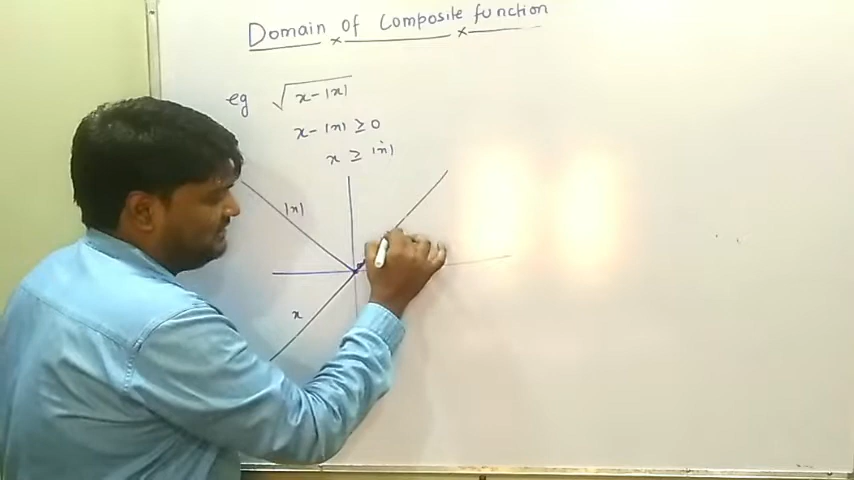 Domain of Composite function
eg √x-|x|
x-|x| ≥ 0
x ≥ |x|
|x|
x